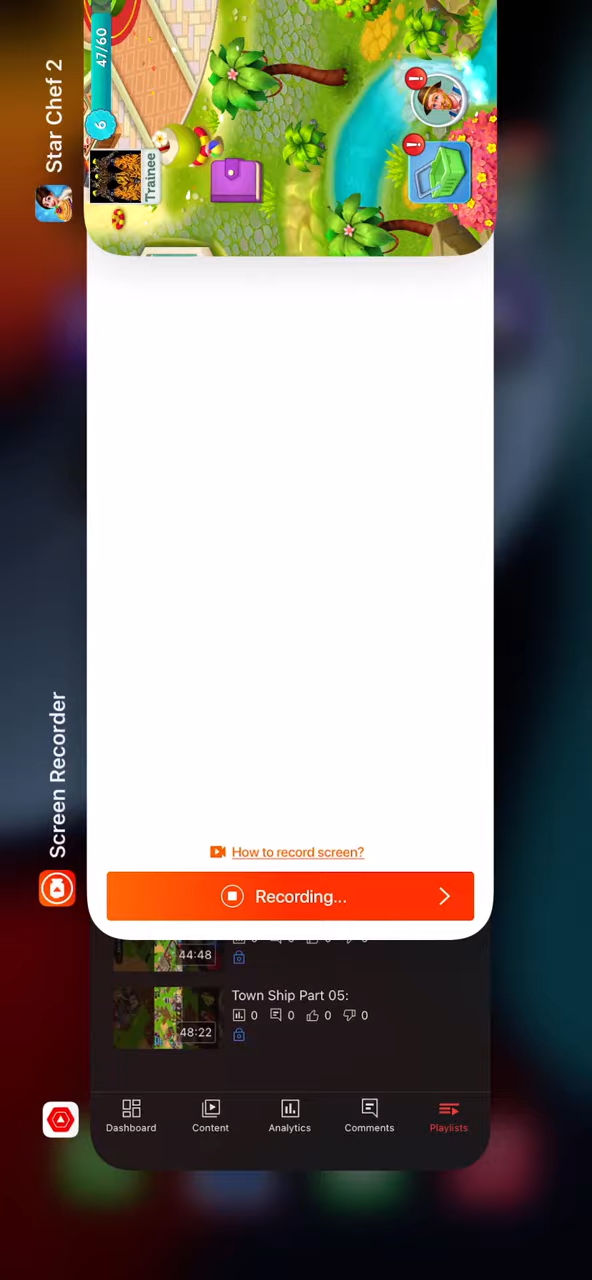 Star Chef 2
47/60
6
Trainee
!
!
Screen Recorder
How to record screen?
Recording...
44:48
Town Ship Part 05:
0 0 0 0
48:22
Dashboard Content Analytics Comments Playlists